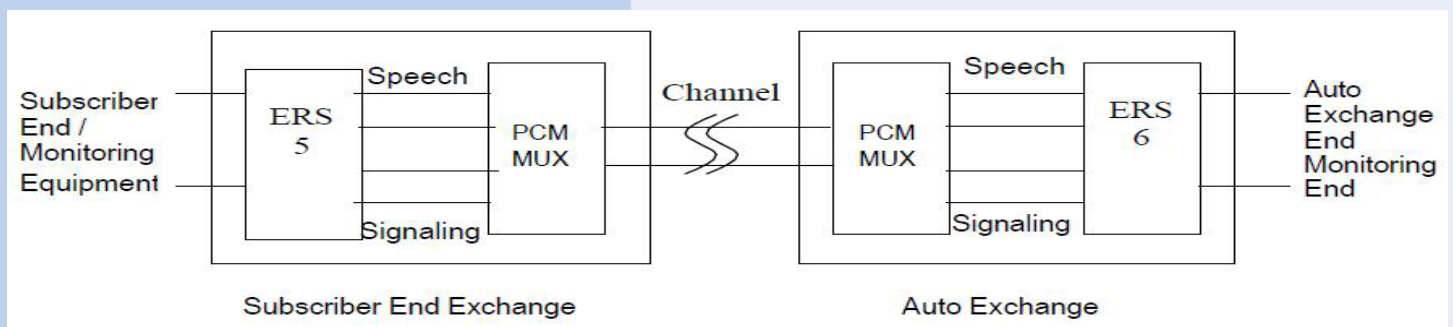 Subscriber
End /
Monitoring
Equipment
ERS
5
Speech
Signaling
PCM
MUX
Channel
PCM
MUX
Speech
Signaling
ERS
6
Auto
Exchange
End
Monitoring
End
Subscriber End Exchange
Auto Exchange